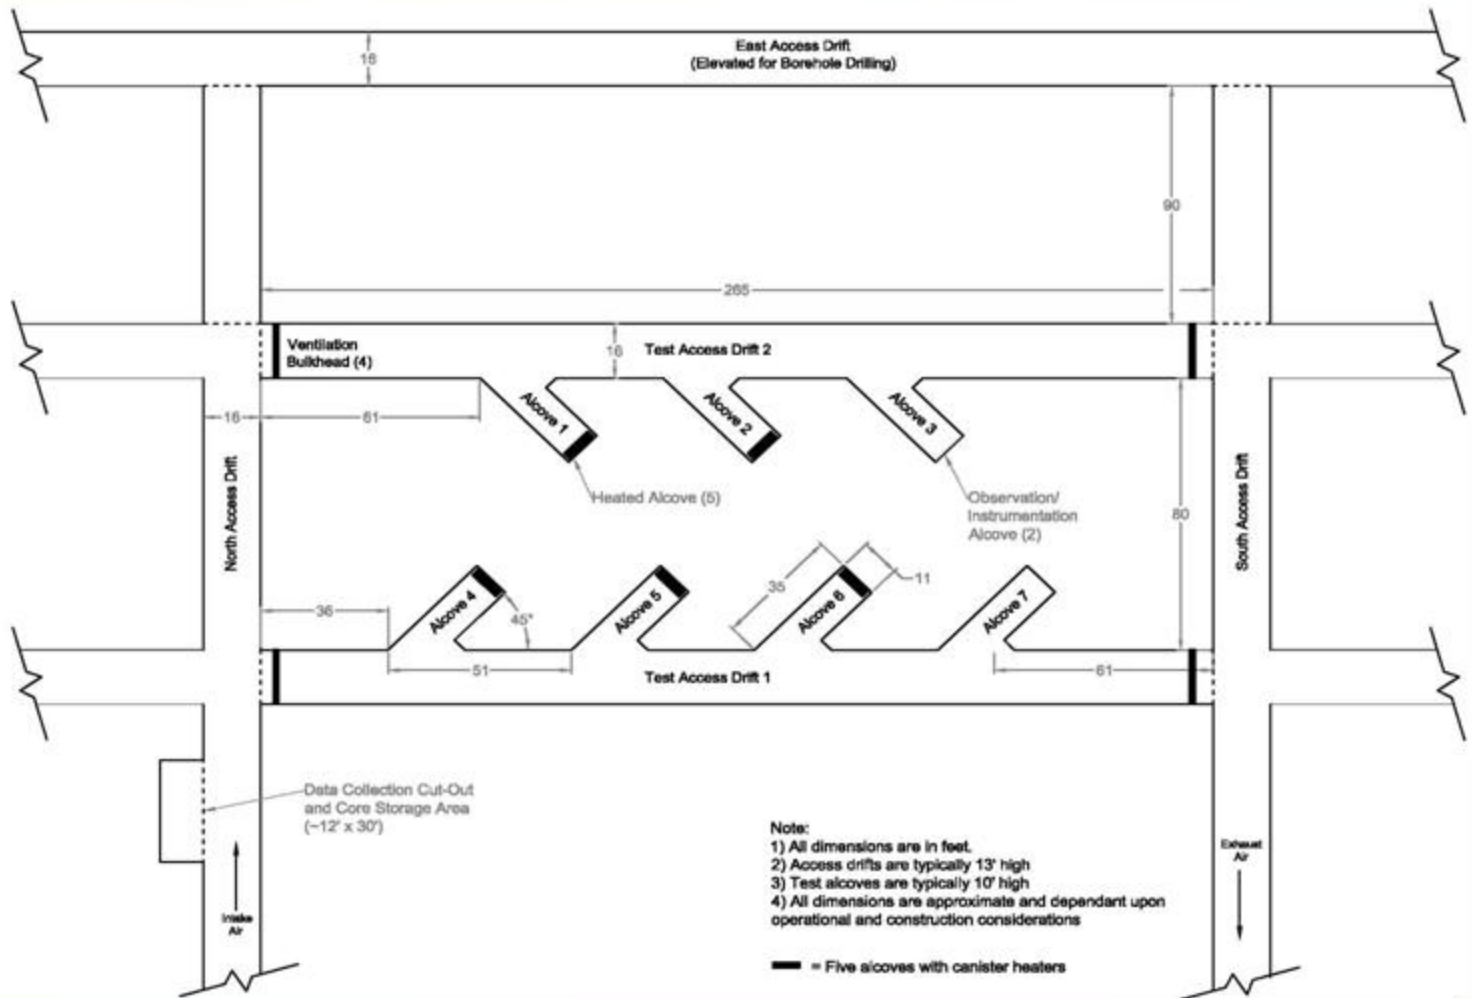 East Access Drift
(Elevated for Borehole Drilling)
16
90
265
Ventilation
Bulkhead (4)
16
Test Access Drift 2
16
61
Alcove 1
Alcove 2
Alcove 3
Heated Alcove (5)
Observation/
Instrumentation
Alcove (2)
North Access Drift
South Access Drift
80
36
Alcove 4
45°
Alcove 5
35
Alcove 6
11
Alcove 7
51
61
Test Access Drift 1
Data Collection Cut-Out
and Core Storage Area
(~12' x 30')
Intake
Air
Exhaust
Air
Note:
1) All dimensions are in feet.
2) Access drifts are typically 13' high
3) Test alcoves are typically 10' high
4) All dimensions are approximate and dependant upon
operational and construction considerations
= Five alcoves with canister heaters